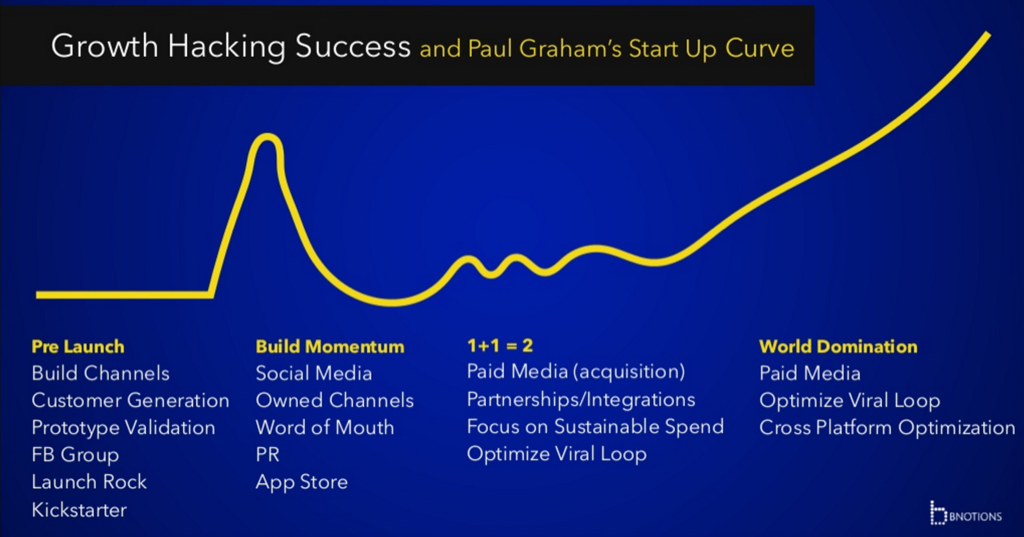 Growth Hacking Success and Paul Graham's Start Up Curve
Pre Launch
Build Channels
Customer Generation
Prototype Validation
FB Group
Launch Rock
Kickstarter
Build Momentum
Social Media
Owned Channels
Word of Mouth
PR
App Store
1+1 = 2
Paid Media (acquisition)
Partnerships/Integrations
Focus on Sustainable Spend
Optimize Viral Loop
World Domination
Paid Media
Optimize Viral Loop
Cross Platform Optimization
BNOTIONS